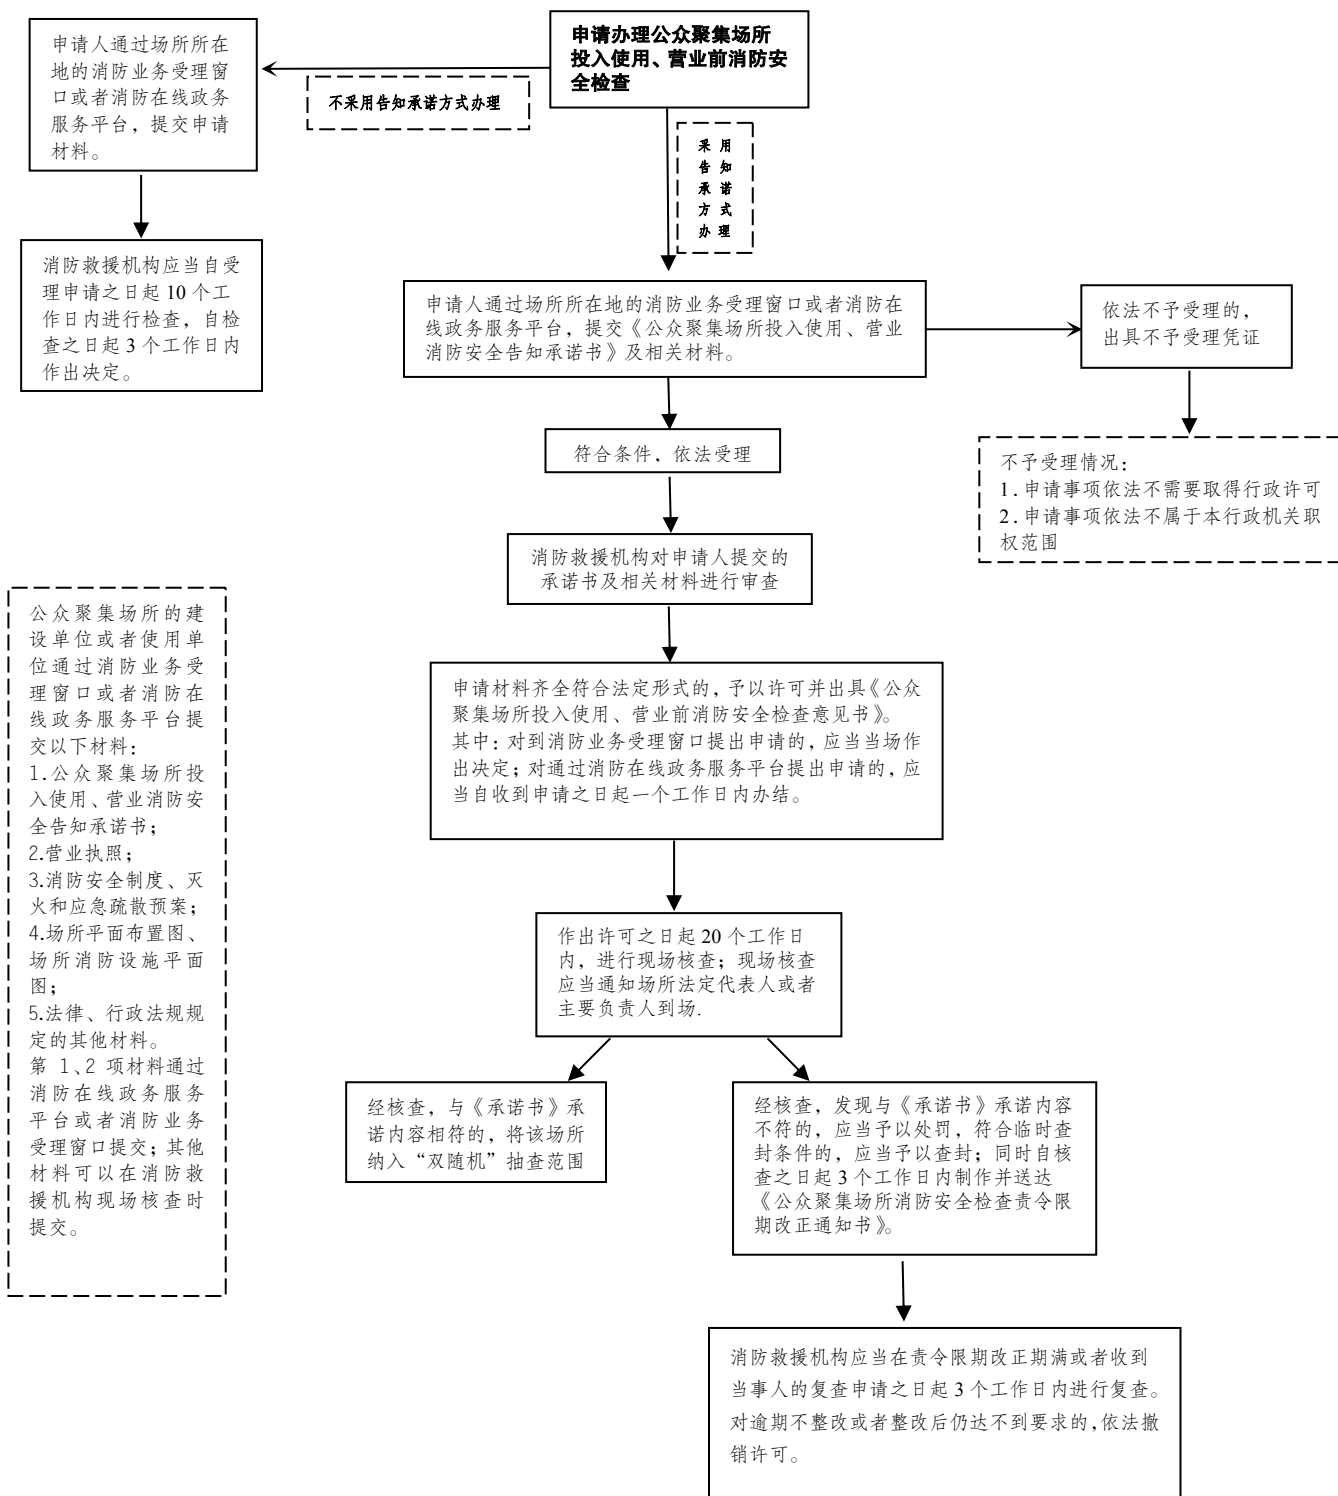 申请办理公众聚集场所
投入使用、营业前消防安
全检查
不采用告知承诺方式办理
申请人通过场所所在
地的消防业务受理窗
口或者消防在线政务
服务平台，提交申请
材料。
消防救援机构应当自受
理申请之日起 10 个工
作日内进行检查，自检
查之日起 3 个工作日内
作出决定。
采 用
告 知
承 诺
方 式
办 理
申请人通过场所所在地的消防业务受理窗口或者消防在
线政务服务平台，提交《公众聚集场所投入使用、营业
消防安全告知承诺书》及相关材料。
依法不予受理的，
出具不予受理凭证
不予受理情况：
1.申请事项依法不需要取得行政许可
2.申请事项依法不属于本行政机关职
权范围
符合条件，依法受理
消防救援机构对申请人提交的
承诺书及相关材料进行审查
申请材料齐全符合法定形式的，予以许可并出具《公众
聚集场所投入使用、营业前消防安全检查意见书》。
其中：对到消防业务受理窗口提出申请的，应当当场作
出决定；对通过消防在线政务服务平台提出申请的，应
当自收到申请之日起一个工作日内办结。
作出许可之日起 20 个工作日
内，进行现场核查；现场核查
应当通知场所法定代表人或者
主要负责人到场.
经核查，与《承诺书》承
诺内容相符的，将该场所
纳入“双随机”抽查范围
经核查，发现与《承诺书》承诺内容
不符的，应当予以处罚，符合临时查
封条件的，应当予以查封；同时自核
查之日起 3 个工作日内制作并送达
《公众聚集场所消防安全检查责令限
期改正通知书》。
消防救援机构应当在责令限期改正期满或者收到
当事人的复查申请之日起 3 个工作日内进行复查。
对逾期不整改或者整改后仍达不到要求的，依法撤
销许可。
公众聚集场所的建
设单位或者使用单
位通过消防业务受
理窗口或者消防在
线政务服务平台提
交以下材料：
1.公众聚集场所投
入使用、营业消防安
全告知承诺书；
2.营业执照；
3.消防安全制度、灭
火和应急疏散预案；
4.场所平面布置图、
场所消防设施平面
图；
5.法律、行政法规规
定的其他材料。
第 1、2 项材料通过
消防在线政务服务
平台或者消防业务
受理窗口提交；其他
材料可以在消防救
援机构现场核查时
提交。